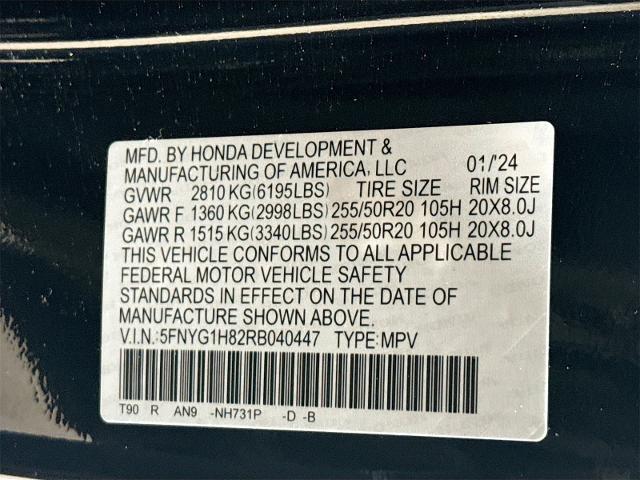 MFD. BY HONDA DEVELOPMENT &
MANUFACTURING OF AMERICA, LLC 01/'24
GVWR 2810 KG(6195LBS) TIRE SIZE RIM SIZE
GAWR F 1360 KG(2998LBS) 255/50R20 105H 20X8.0J
GAWR R 1515 KG(3340LBS) 255/50R20 105H 20X8.0J
THIS VEHICLE CONFORMS TO ALL APPLICABLE
FEDERAL MOTOR VEHICLE SAFETY
STANDARDS IN EFFECT ON THE DATE OF
MANUFACTURE SHOWN ABOVE.
V.I.N.:5FNYG1H82RB040447 TYPE:MPV
T90 R AN9 -NH731P -D -B